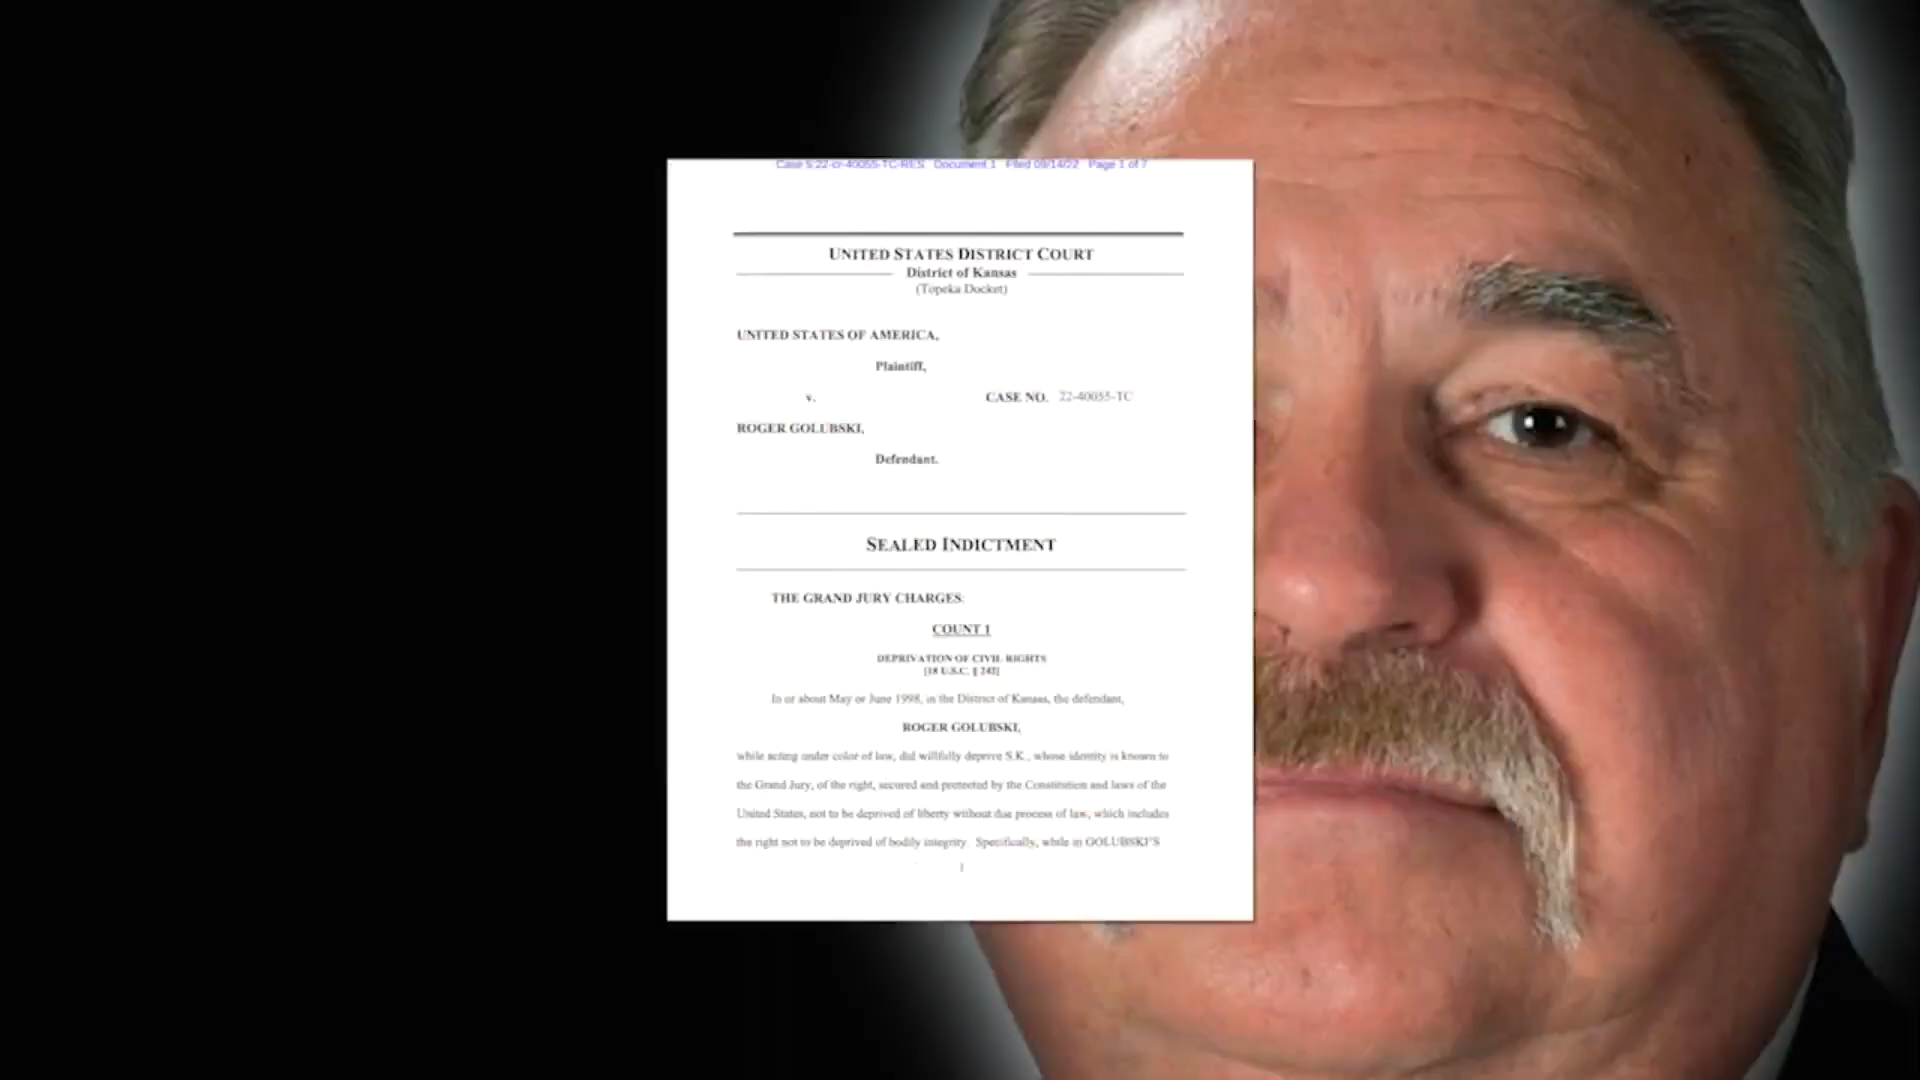 Case 5:22-cr-40055-TC-RES Document 1 Filed 09/14/22 Page 1 of 7
UNITED STATES DISTRICT COURT
District of Kansas
(Topeka Docket)
UNITED STATES OF AMERICA,
Plaintiff,
v.
CASE NO. 22-40055-TC
ROGER GOLUBSKI,
Defendant.
SEALED INDICTMENT
THE GRAND JURY CHARGES:
COUNT 1
DEPRIVATION OF CIVIL RIGHTS
[18 U.S.C. § 242]
In or about May or June 1998, in the District of Kansas, the defendant,
ROGER GOLUBSKI,
while acting under color of law, did willfully deprive S.K., whose identity is known to
the Grand Jury, of the right, secured and protected by the Constitution and laws of the
United States, not to be deprived of liberty without due process of law, which includes
the right not to be deprived of bodily integrity. Specifically, while in GOLUBSKI'S
1